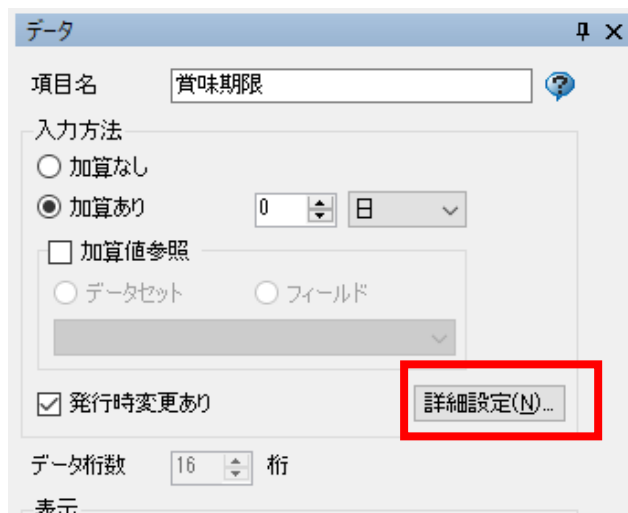 データ
項目名 賞味期限
入力方法
加算なし
加算あり 0 日
加算値参照
データセット フィールド
発行時変更あり 詳細設定(N)...
データ桁数 16 桁
表示